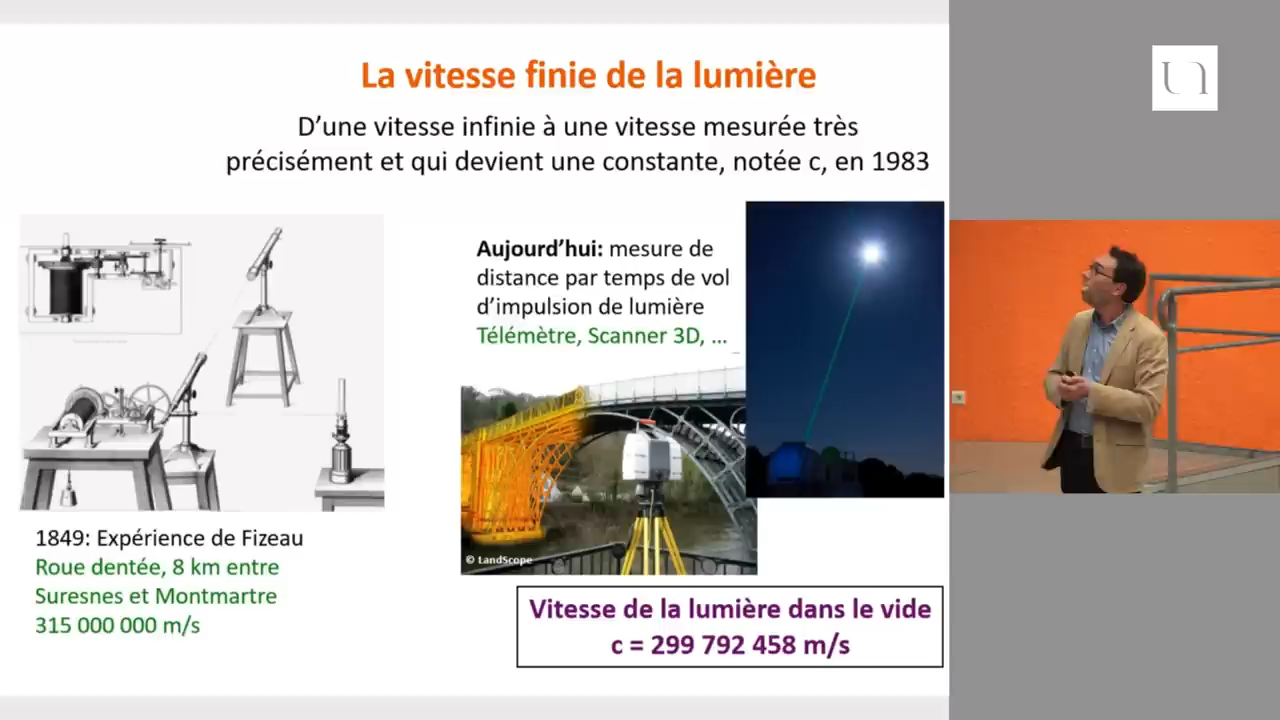 La vitesse finie de la lumière
D’une vitesse infinie à une vitesse mesurée très
précisément et qui devient une constante, notée c, en 1983
Aujourd’hui: mesure de
distance par temps de vol
d’impulsion de lumière
Télémètre, Scanner 3D, ...
© LandScope
1849: Expérience de Fizeau
Roue dentée, 8 km entre
Suresnes et Montmartre
315 000 000 m/s
Vitesse de la lumière dans le vide
c = 299 792 458 m/s